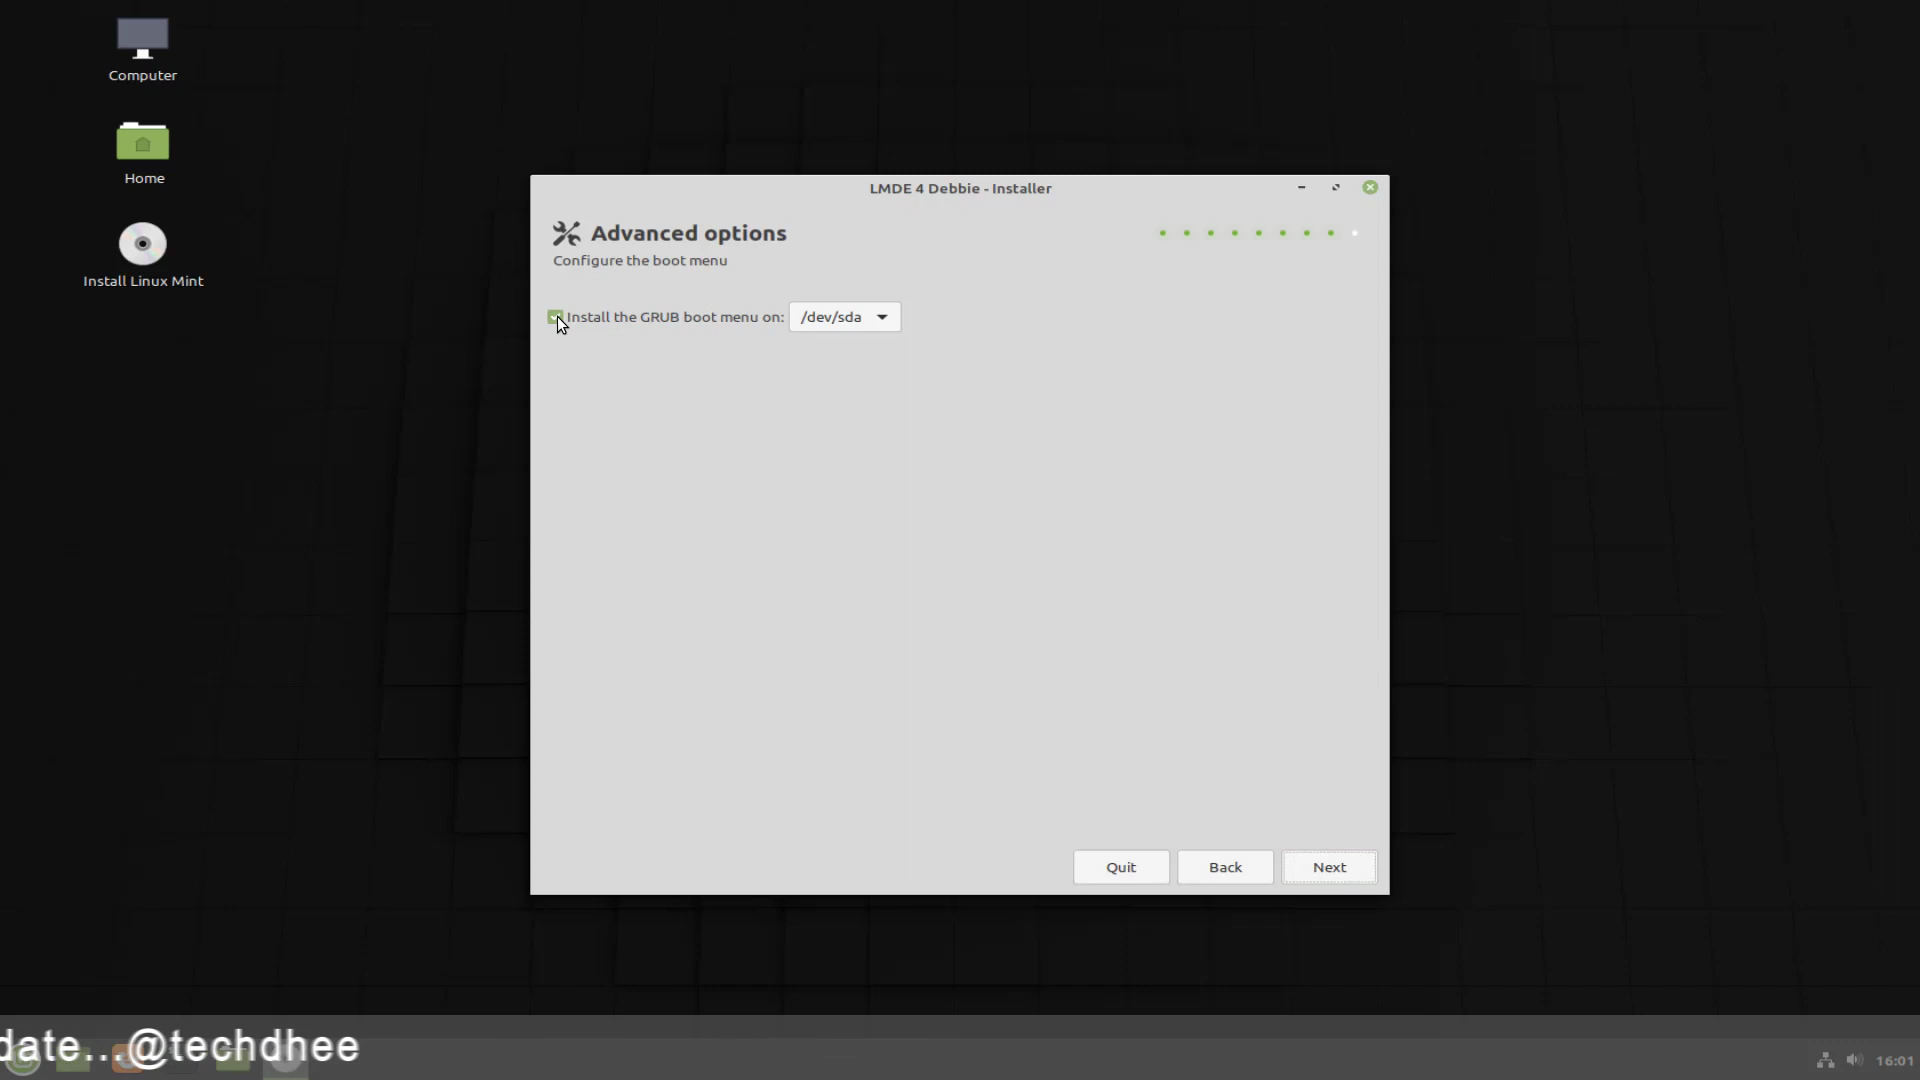 Computer
Home
Install Linux Mint
LMDE 4 Debbie - Installer
Advanced options
Configure the boot menu
Install the GRUB boot menu on: /dev/sda
Quit Back Next
date...@techdhee
16:01